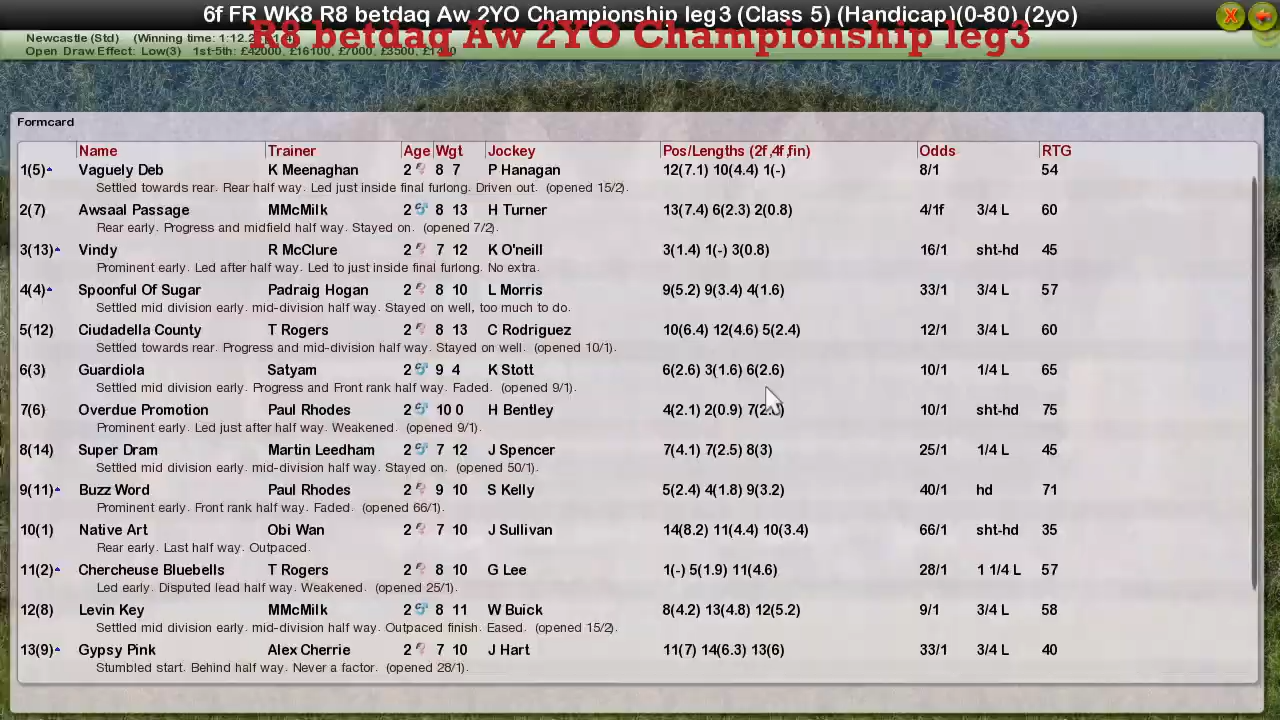 6f FR WK8 R8 betdaq Aw 2YO Championship leg3 (Class 5) (Handicap)(0-80) (2yo)
R8 betdaq Aw 2YO Championship leg3
Newcastle (Std) (Winning time: 1:12.2
Open Draw Effect: Low(3) 1st-5th: £42000, £16100, £7000, £3500,
Formcard
Name Trainer Age Wgt Jockey Pos/Lengths (2f,4f,fin) Odds RTG
1(5) Vaguely Deb K Meenaghan 2 8 7 P Hanagan 12(7.1) 10(4.4) 1(-) 8/1 54
Settled towards rear. Rear half way. Led just inside final furlong. Driven out. (opened 15/2).
2(7) Awsaal Passage MMcMilk 2 8 13 H Turner 13(7.4) 6(2.3) 2(0.8) 4/1f 3/4 L 60
Rear early. Progress and midfield half way. Stayed on. (opened 7/2).
3(13) Vindy R McClure 2 7 12 K O'neill 3(1.4) 1(-) 3(0.8) 16/1 sht-hd 45
Prominent early. Led after half way. Led to just inside final furlong. No extra.
4(4) Spoonful Of Sugar Padraig Hogan 2 8 10 L Morris 9(5.2) 9(3.4) 4(1.6) 33/1 3/4 L 57
Settled mid division early. mid-division half way. Stayed on well, too much to do.
5(12) Ciudadella County T Rogers 2 8 13 C Rodriguez 10(6.4) 12(4.6) 5(2.4) 12/1 3/4 L 60
Settled towards rear. Progress and mid-division half way. Stayed on well. (opened 10/1).
6(3) Guardiola Satyam 2 9 4 K Stott 6(2.6) 3(1.6) 6(2.6) 10/1 1/4 L 65
Settled mid division early. Progress and Front rank half way. Faded. (opened 9/1).
7(6) Overdue Promotion Paul Rhodes 2 10 0 H Bentley 4(2.1) 2(0.9) 10/1 sht-hd 75
Prominent early. Led just after half way. Weakened. (opened 9/1).
8(14) Super Dram Martin Leedham 2 7 12 J Spencer 7(4.1) 7(2.5) 8(3) 25/1 1/4 L 45
Settled mid division early. mid-division half way. Stayed on. (opened 50/1).
9(11) Buzz Word Paul Rhodes 2 9 10 S Kelly 5(2.4) 4(1.8) 9(3.2) 40/1 hd 71
Prominent early. Front rank half way. Faded. (opened 66/1).
10(1) Native Art Obi Wan 2 7 10 J Sullivan 14(8.2) 11(4.4) 10(3.4) 66/1 sht-hd 35
Rear early. Last half way. Outpaced.
11(2) Chercheuse Bluebells T Rogers 2 8 10 G Lee 1(-) 5(1.9) 11(4.6) 28/1 1 1/4 L 57
Led early. Disputed lead half way. Weakened. (opened 25/1).
12(8) Levin Key MMcMilk 2 8 11 W Buick 8(4.2) 13(4.8) 12(5.2) 9/1 3/4 L 58
Settled mid division early. mid-division half way. Outpaced finish. Eased. (opened 15/2).
13(9) Gypsy Pink Alex Cherrie 2 7 10 J Hart 11(7) 14(6.3) 13(6) 33/1 3/4 L 40
Stumbled start. Behind half way. Never a factor. (opened 28/1).